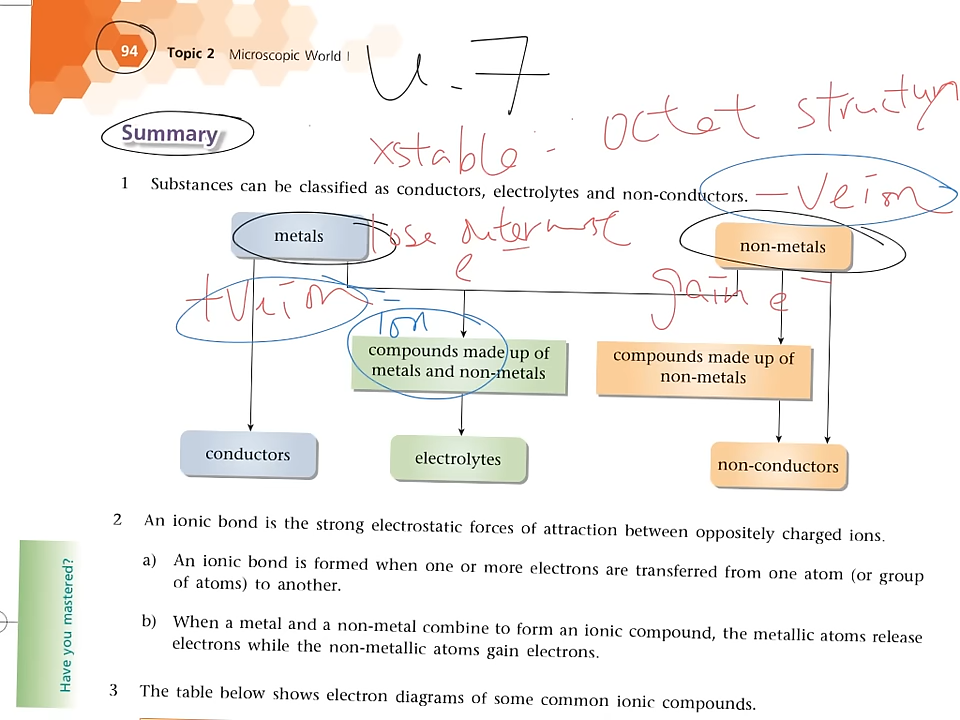 94 Topic 2 Microscopic World I
U.7
Summary
xstable : octet structure
1 Substances can be classified as conductors, electrolytes and non-conductors.
-ve ion
metals
lose outermost
e
non-metals
gain e-
+ve ion
ion
compounds made up of
metals and non-metals
compounds made up of
non-metals
conductors
electrolytes
non-conductors
2 An ionic bond is the strong electrostatic forces of attraction between oppositely charged ions.
a) An ionic bond is formed when one or more electrons are transferred from one atom (or group
of atoms) to another.
b) When a metal and a non-metal combine to form an ionic compound, the metallic atoms release
electrons while the non-metallic atoms gain electrons.
Have you mastered?
3 The table below shows electron diagrams of some common ionic compounds.